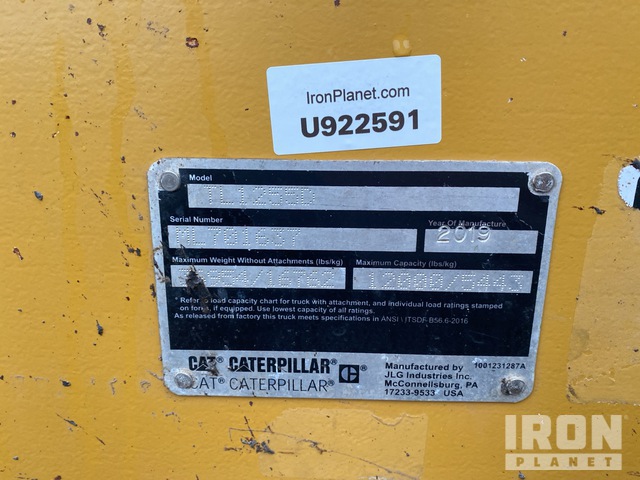 IronPlanet.com
U922591
Model
TL1255D
Serial Number
Year Of Manufacture
2019
Maximum Weight Without Attachments (lbs/kg)
Maximum Capacity (lbs/kg)
12000/5443
* Refer to load capacity chart for truck with attachment, and individual load ratings stamped
on forks, if equipped. Use lowest capacity of all ratings.
As released from factory this truck meets specifications in ANSI \ ITSDF B56.6-2016
CAT® CATERPILLAR®
CAT® CATERPILLAR®
Manufactured by 1001231287A
JLG Industries Inc.
McConnellsburg, PA
17233-9533 USA
IRON
PLANET